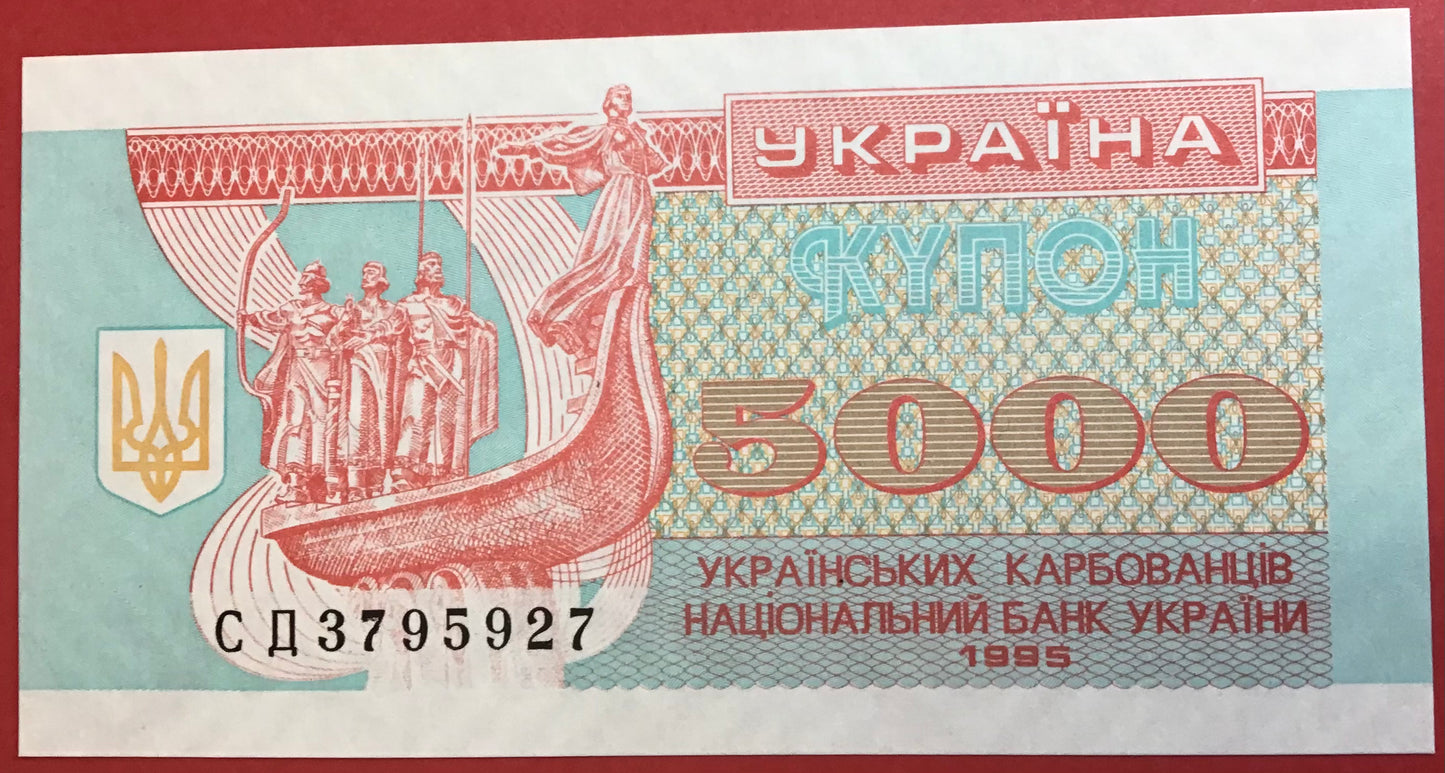 УКРАЇНА
КУПОН
5000
УКРАЇНСЬКИХ КАРБОВАНЦІВ
НАЦІОНАЛЬНИЙ БАНК УКРАЇНИ
1995
СД3795927